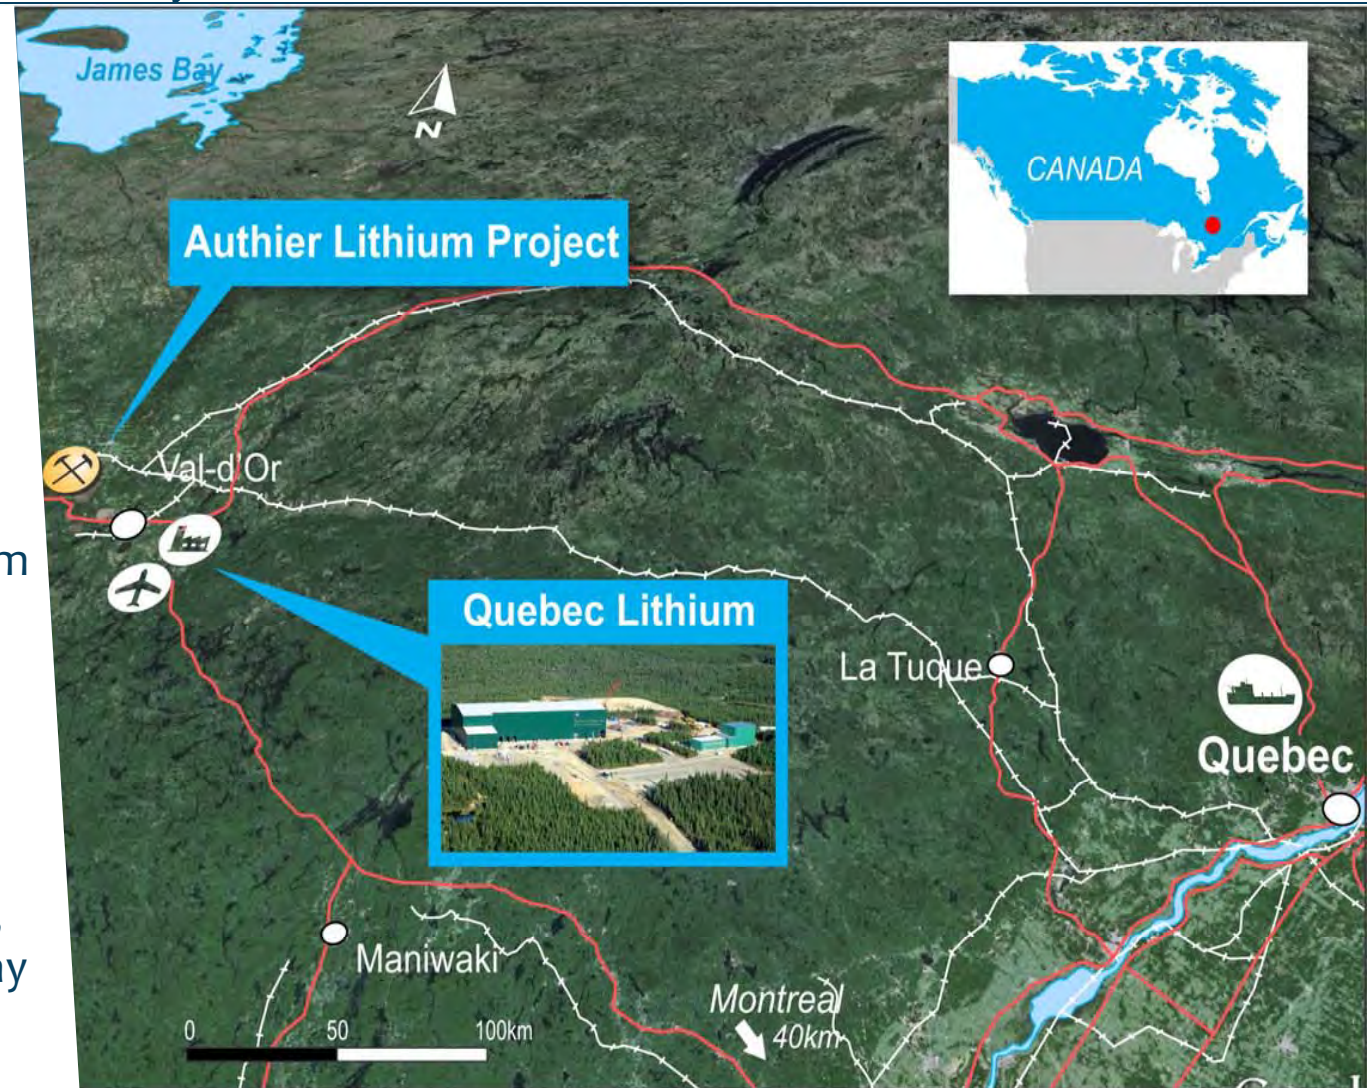 James Bay
N
CANADA
Authier Lithium Project
Val-d'Or
m
Quebec Lithium
La Tuque
Quebec
ay
Maniwaki
Montreal
40km
0 50 100km